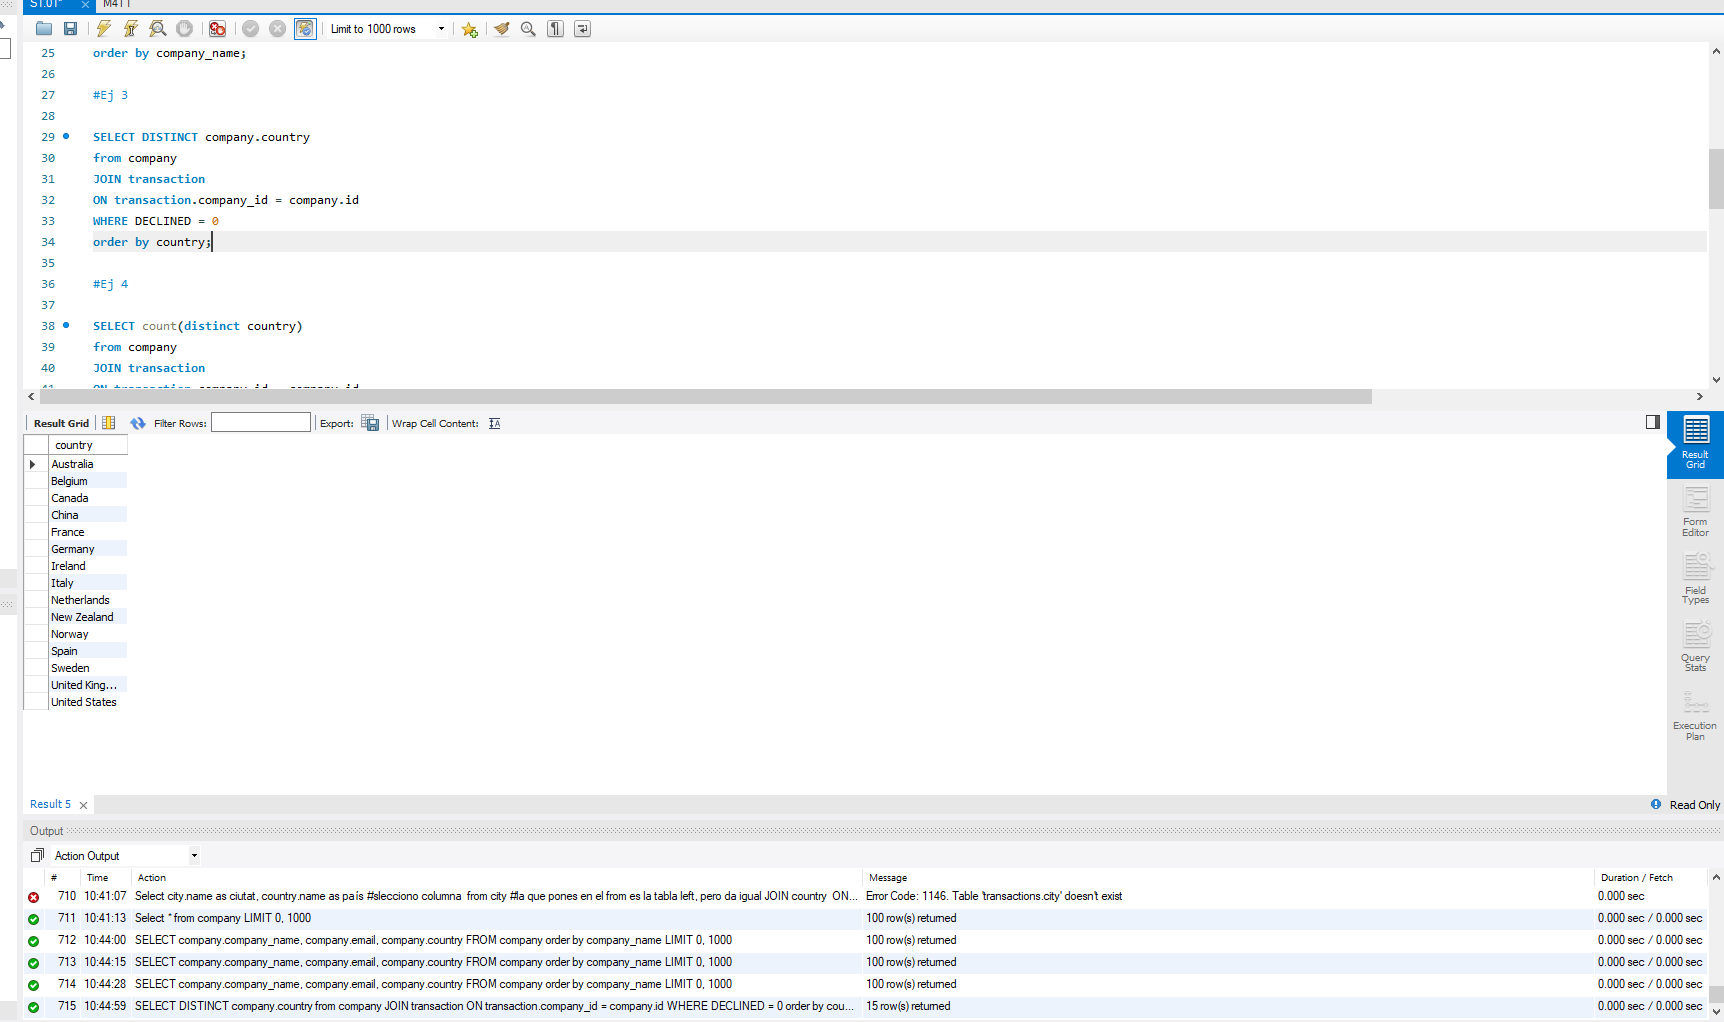 S1.01* ×
M4T1
Limit to 1000 rows
25 order by company_name;
26
27 #Ej 3
28
29 SELECT DISTINCT company.country
30 from company
31 JOIN transaction
32 ON transaction.company_id = company.id
33 WHERE DECLINED = 0
34 order by country;
35
36 #Ej 4
37
38 SELECT count(distinct country)
39 from company
40 JOIN transaction
Result Grid Filter Rows: Export: Wrap Cell Content:
country
Australia
Belgium
Canada
China
France
Germany
Ireland
Italy
Netherlands
New Zealand
Norway
Spain
Sweden
United King...
United States
Result Grid
Form Editor
Field Types
Query Stats
Execution Plan
Result 5 × Read Only
Output
Action Output
# Time Action Message Duration / Fetch
710 10:41:07 Select city.name as ciutat, country.name as país #slecciono columna from city #la que pones en el from es la tabla left, pero da igual JOIN country ON... Error Code: 1146. Table 'transactions.city' doesn't exist 0.000 sec
711 10:41:13 Select * from company LIMIT 0, 1000 100 row(s) returned 0.000 sec / 0.000 sec
712 10:44:00 SELECT company.company_name, company.email, company.country FROM company order by company_name LIMIT 0, 1000 100 row(s) returned 0.000 sec / 0.000 sec
713 10:44:15 SELECT company.company_name, company.email, company.country FROM company order by company_name LIMIT 0, 1000 100 row(s) returned 0.000 sec / 0.000 sec
714 10:44:28 SELECT company.company_name, company.email, company.country FROM company order by company_name LIMIT 0, 1000 100 row(s) returned 0.000 sec / 0.000 sec
715 10:44:59 SELECT DISTINCT company.country from company JOIN transaction ON transaction.company_id = company.id WHERE DECLINED = 0 order by cou... 15 row(s) returned 0.000 sec / 0.000 sec